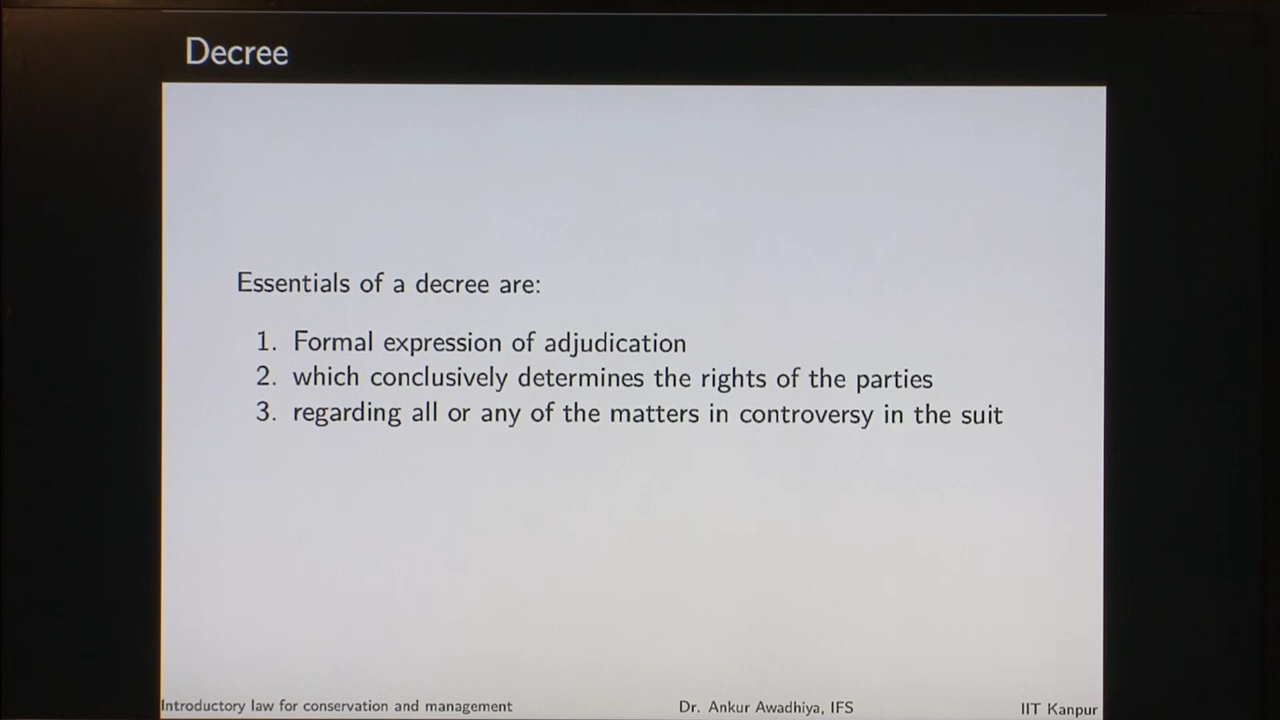 Decree
Essentials of a decree are:
1. Formal expression of adjudication
2. which conclusively determines the rights of the parties
3. regarding all or any of the matters in controversy in the suit
Introductory law for conservation and management Dr. Ankur Awadhiya, IFS IIT Kanpur